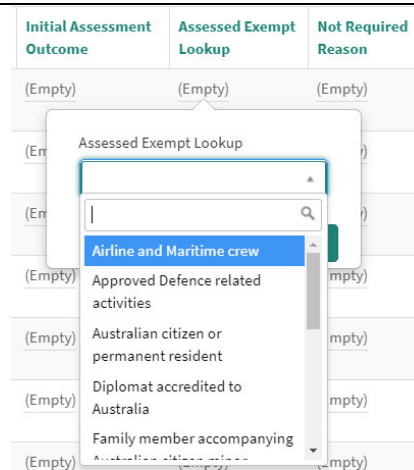 Initial Assessment Assessed Exempt Not Required
Outcome Lookup Reason
(Empty) (Empty) (Empty)
Assessed Exempt Lookup
Airline and Maritime crew
Approved Defence related
(Empty)
activities
Australian citizen or
(Empty)
permanent resident
Diplomat accredited to
(Empty)
Australia
Family member accompanying
(Empty)